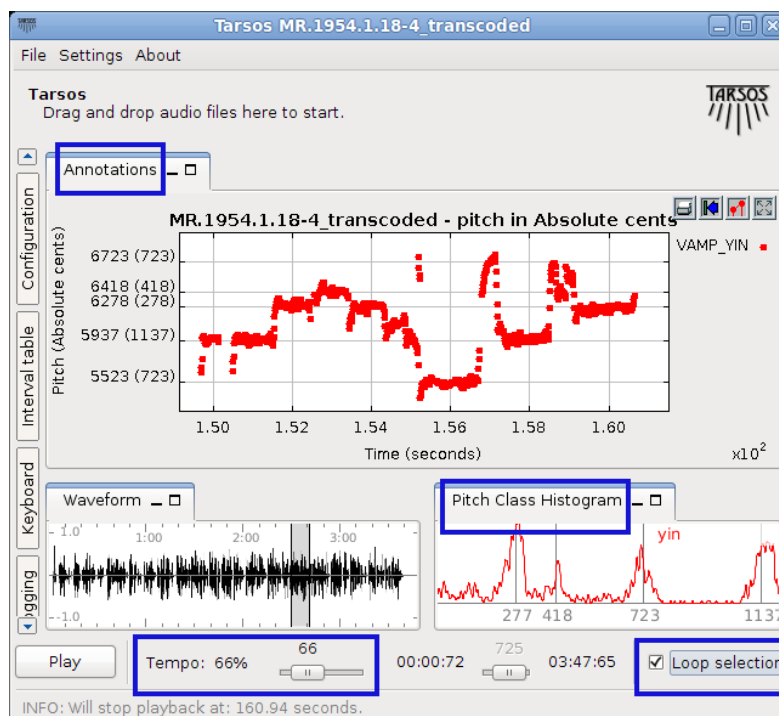 TARSOS
Tarsos MR.1954.1.18-4_transcoded
File Settings About
Tarsos
Drag and drop audio files here to start.
TARSOS
Configuration
Interval table
Keyboard
ogging
Annotations
MR.1954.1.18-4_transcoded - pitch in Absolute cents
VAMP_YIN
Pitch (Absolute cents)
6723 (723)
6418 (418)
6278 (278)
5937 (1137)
5523 (723)
1.50 1.52 1.54 1.56 1.58 1.60
Time (seconds)
x10²
Waveform
1.0 1:00 2:00 3:00
-1.0
Pitch Class Histogram
yin
277 418 723 1137
Play
Tempo: 66%
66
00:00:72
725
03:47:65
Loop selection
INFO: Will stop playback at: 160.94 seconds.